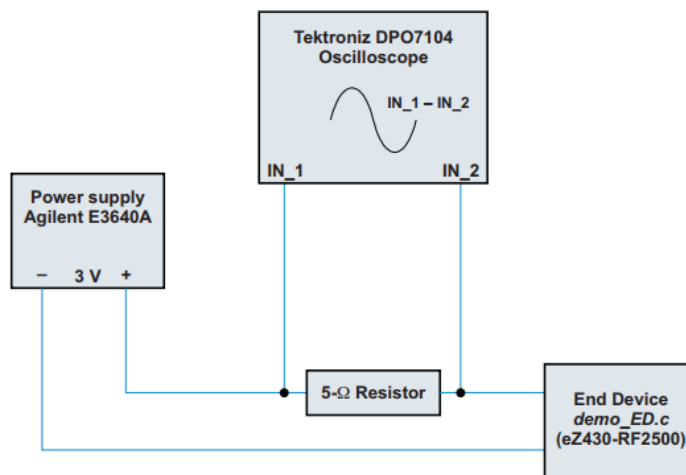 Tektroniz DPO7104
Oscilloscope
IN_1 – IN_2
IN_1
IN_2
Power supply
Agilent E3640A
– 3 V +
5-Ω Resistor
End Device
demo_ED.c
(eZ430-RF2500)